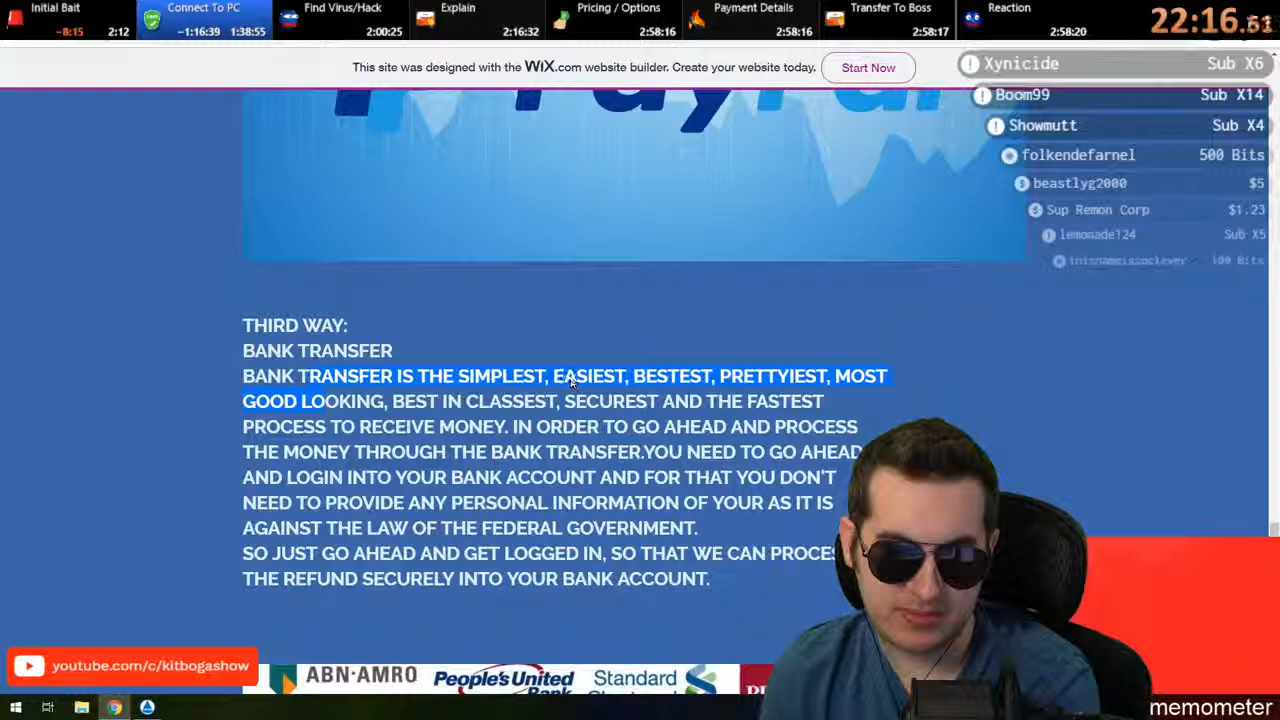 Initial Bait
-8:15 2:12
Connect To PC
-1:16:39 1:38:55
Find Virus/Hack
2:00:25
Explain
2:16:32
Pricing / Options
2:58:16
Payment Details
2:58:16
Transfer To Boss
2:58:17
Reaction
2:58:20
22:16.51
This site was designed with the WiX.com website builder. Create your website today. Start Now
Xynicide Sub X6
Boom99 Sub X14
Showmutt Sub X4
folkendefarnel 500 Bits
beastlyg2000 $5
Sup Remon Corp $1.23
lemonade124 Sub X5
thisnameissoclever 100 Bits
PayPal
THIRD WAY:
BANK TRANSFER
BANK TRANSFER IS THE SIMPLEST, EASIEST, BESTEST, PRETTYIEST, MOST
GOOD LOOKING, BEST IN CLASSEST, SECUREST AND THE FASTEST
PROCESS TO RECEIVE MONEY. IN ORDER TO GO AHEAD AND PROCESS
THE MONEY THROUGH THE BANK TRANSFER.YOU NEED TO GO AHEAD
AND LOGIN INTO YOUR BANK ACCOUNT AND FOR THAT YOU DON'T
NEED TO PROVIDE ANY PERSONAL INFORMATION OF YOUR AS IT IS
AGAINST THE LAW OF THE FEDERAL GOVERNMENT.
SO JUST GO AHEAD AND GET LOGGED IN, SO THAT WE CAN PROCE
THE REFUND SECURELY INTO YOUR BANK ACCOUNT.
youtube.com/c/kitbogashow
ABN·AMRO
People's United
Bank
Standard
memometer